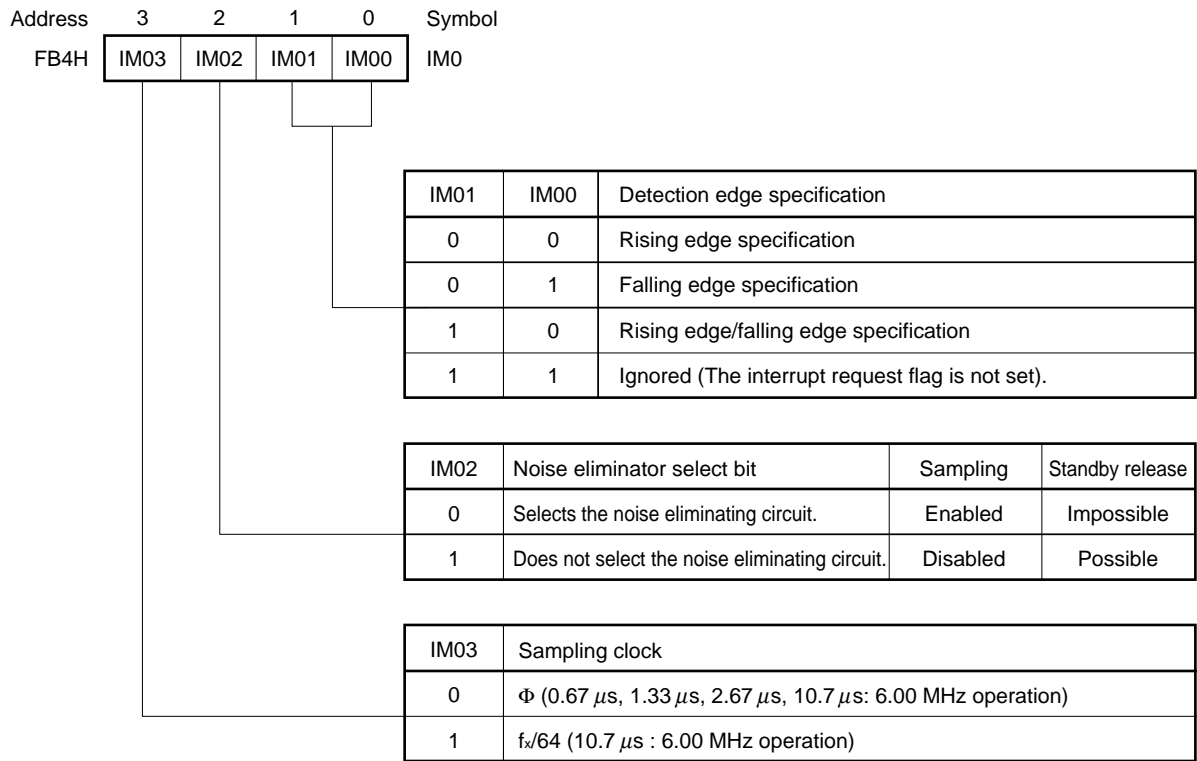 Address 3 2 1 0 Symbol
FB4H IM03 IM02 IM01 IM00 IM0
IM01 IM00 Detection edge specification
0 0 Rising edge specification
0 1 Falling edge specification
1 0 Rising edge/falling edge specification
1 1 Ignored (The interrupt request flag is not set).
IM02 Noise eliminator select bit Sampling Standby release
0 Selects the noise eliminating circuit. Enabled Impossible
1 Does not select the noise eliminating circuit. Disabled Possible
IM03 Sampling clock
0 Φ (0.67 μs, 1.33 μs, 2.67 μs, 10.7 μs: 6.00 MHz operation)
1 fx/64 (10.7 μs : 6.00 MHz operation)